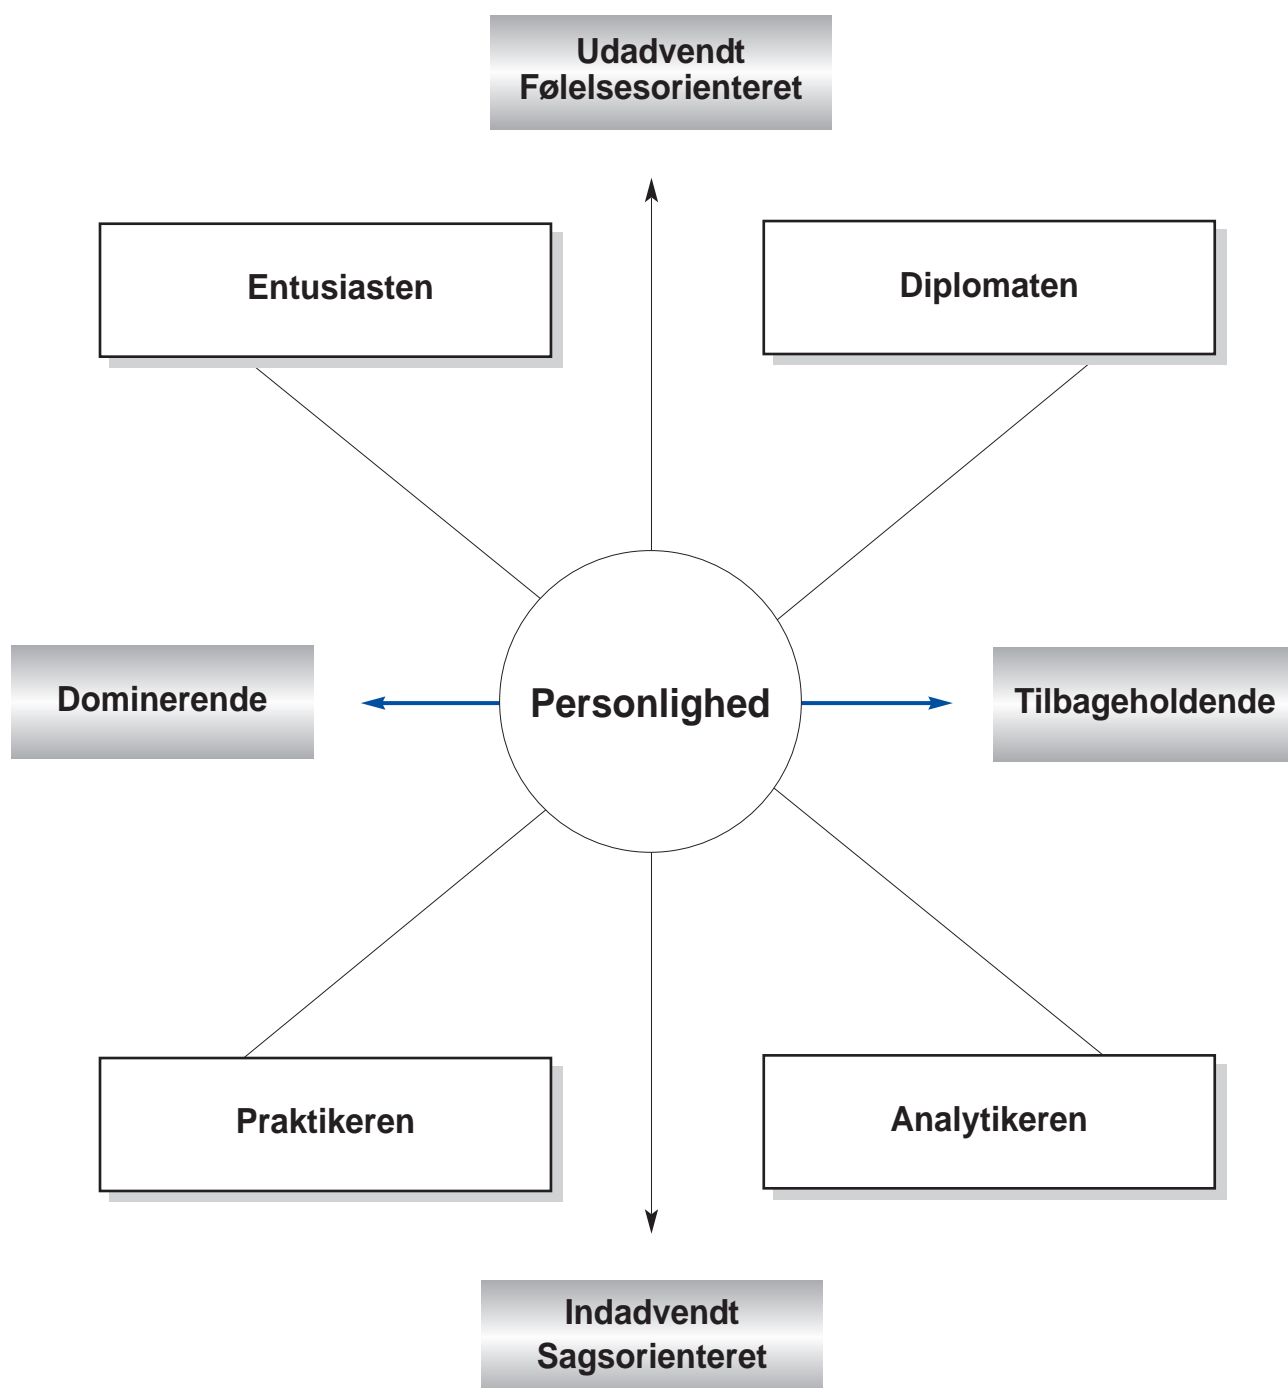 Udadvendt
Følelsesorienteret
Entusiasten
Diplomaten
Dominerende
Personlighed
Tilbageholdende
Praktikeren
Analytikeren
Indadvendt
Sagsorienteret